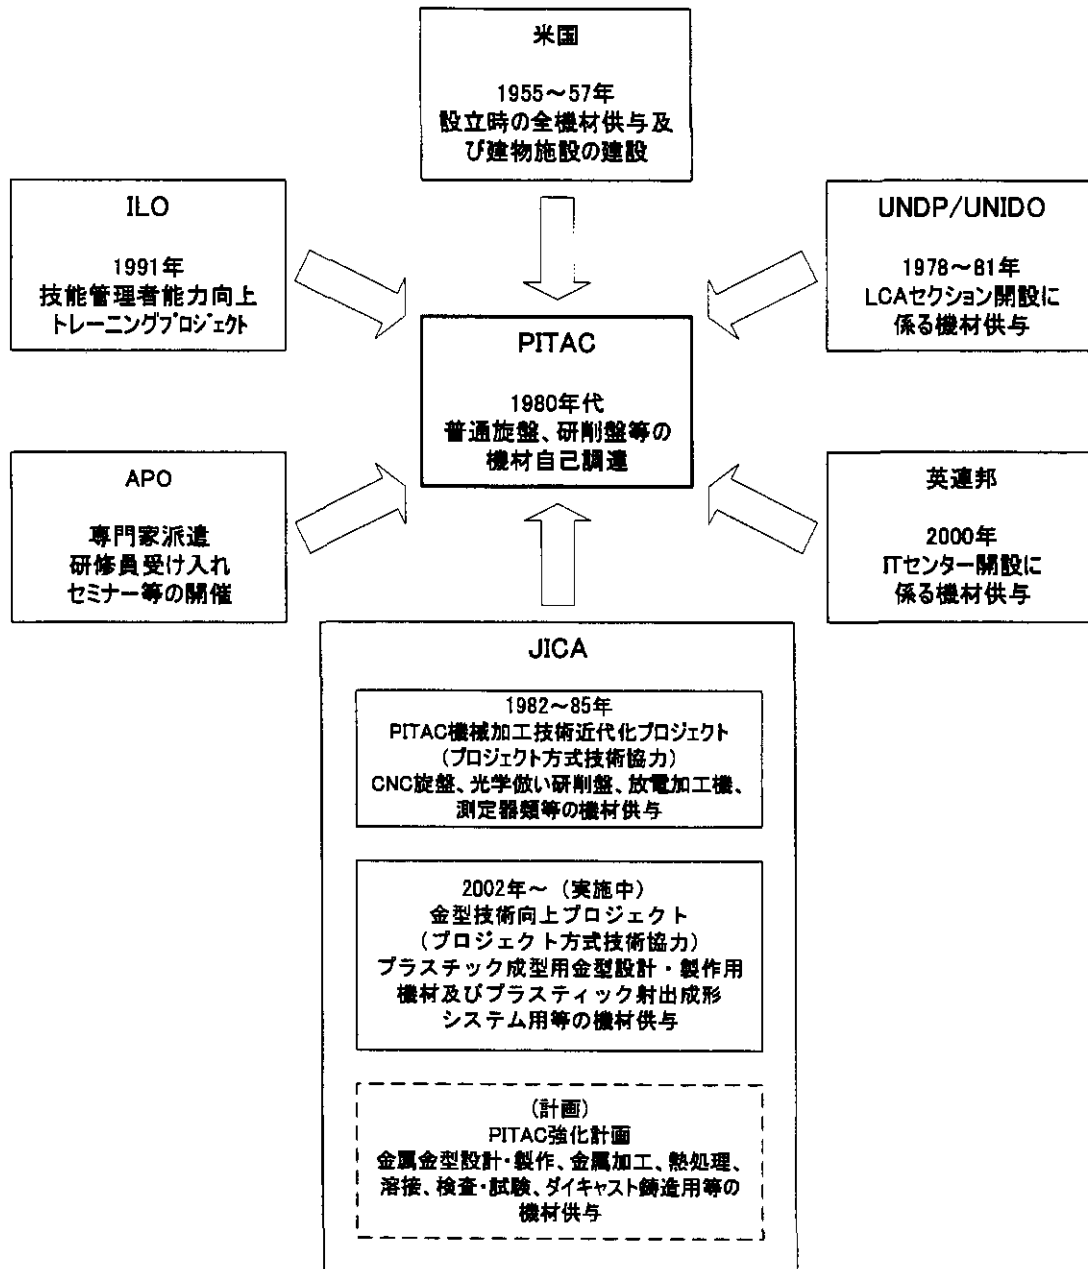 米国
1955～57年
設立時の全機材供与及
び建物施設の建設
ILO
1991年
技能管理者能力向上
トレーニングプロジェクト
UNDP/UNIDO
1978～81年
LCAセクション開設に
係る機材供与
PITAC
1980年代
普通旋盤、研削盤等の
機材自己調達
APO
専門家派遣
研修員受け入れ
セミナー等の開催
英連邦
2000年
ITセンター開設に
係る機材供与
JICA
1982～85年
PITAC機械加工技術近代化プロジェクト
(プロジェクト方式技術協力)
CNC旋盤、光学倣い研削盤、放電加工機、
測定器類等の機材供与
2002年～（実施中）
金型技術向上プロジェクト
（プロジェクト方式技術協力）
プラスチック成型用金型設計・製作用
機材及びプラスティック射出成形
システム用等の機材供与
(計画)
PITAC強化計画
金属金型設計・製作、金属加工、熱処理、
溶接、検査・試験、ダイキャスト鋳造用等の
機材供与